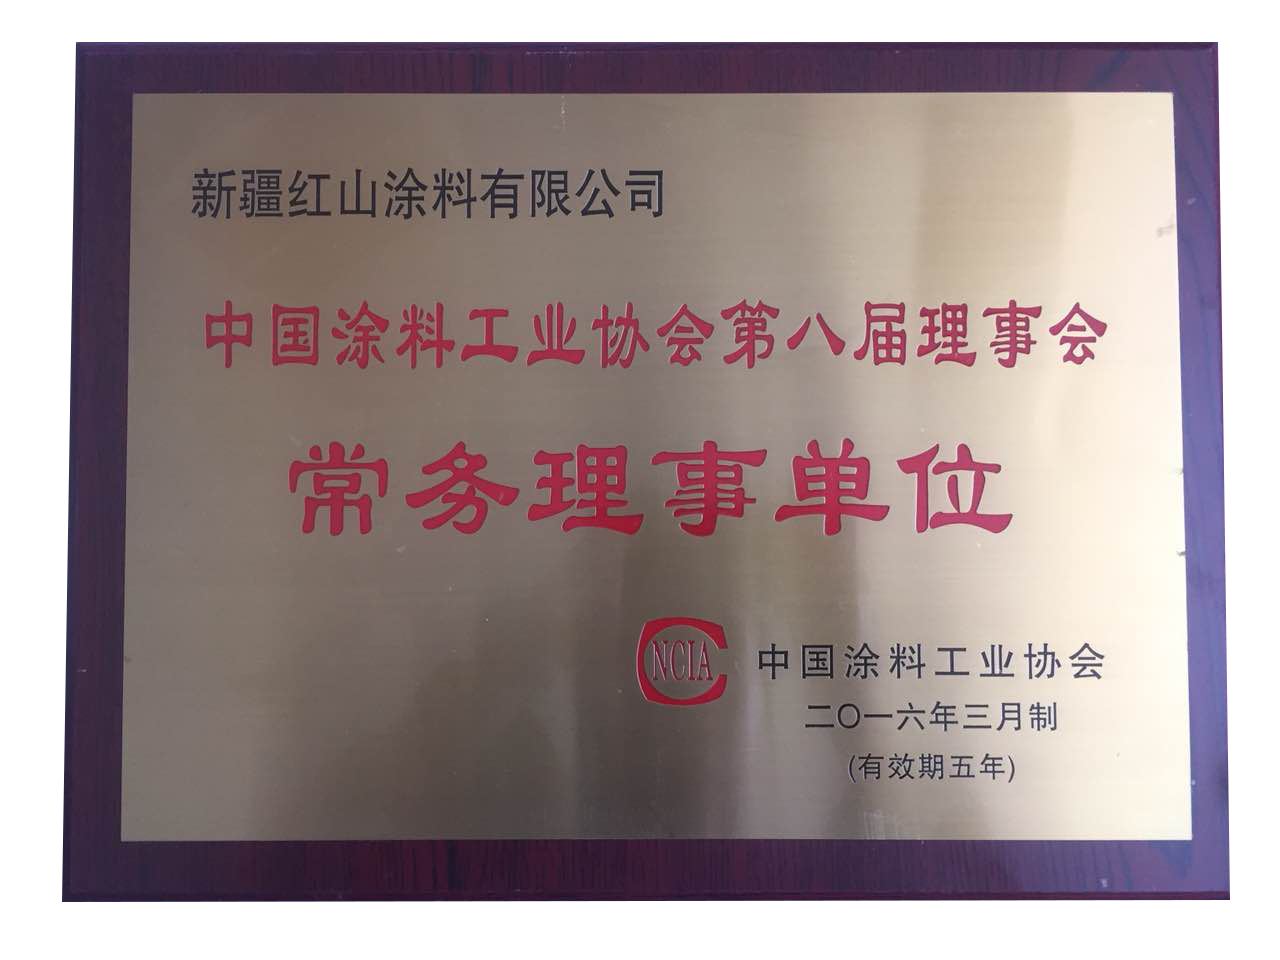 新疆红山涂料有限公司
中国涂料工业协会第八届理事会
常务理事单位
NCIA
中国涂料工业协会
二〇一六年三月制
(有效期五年)